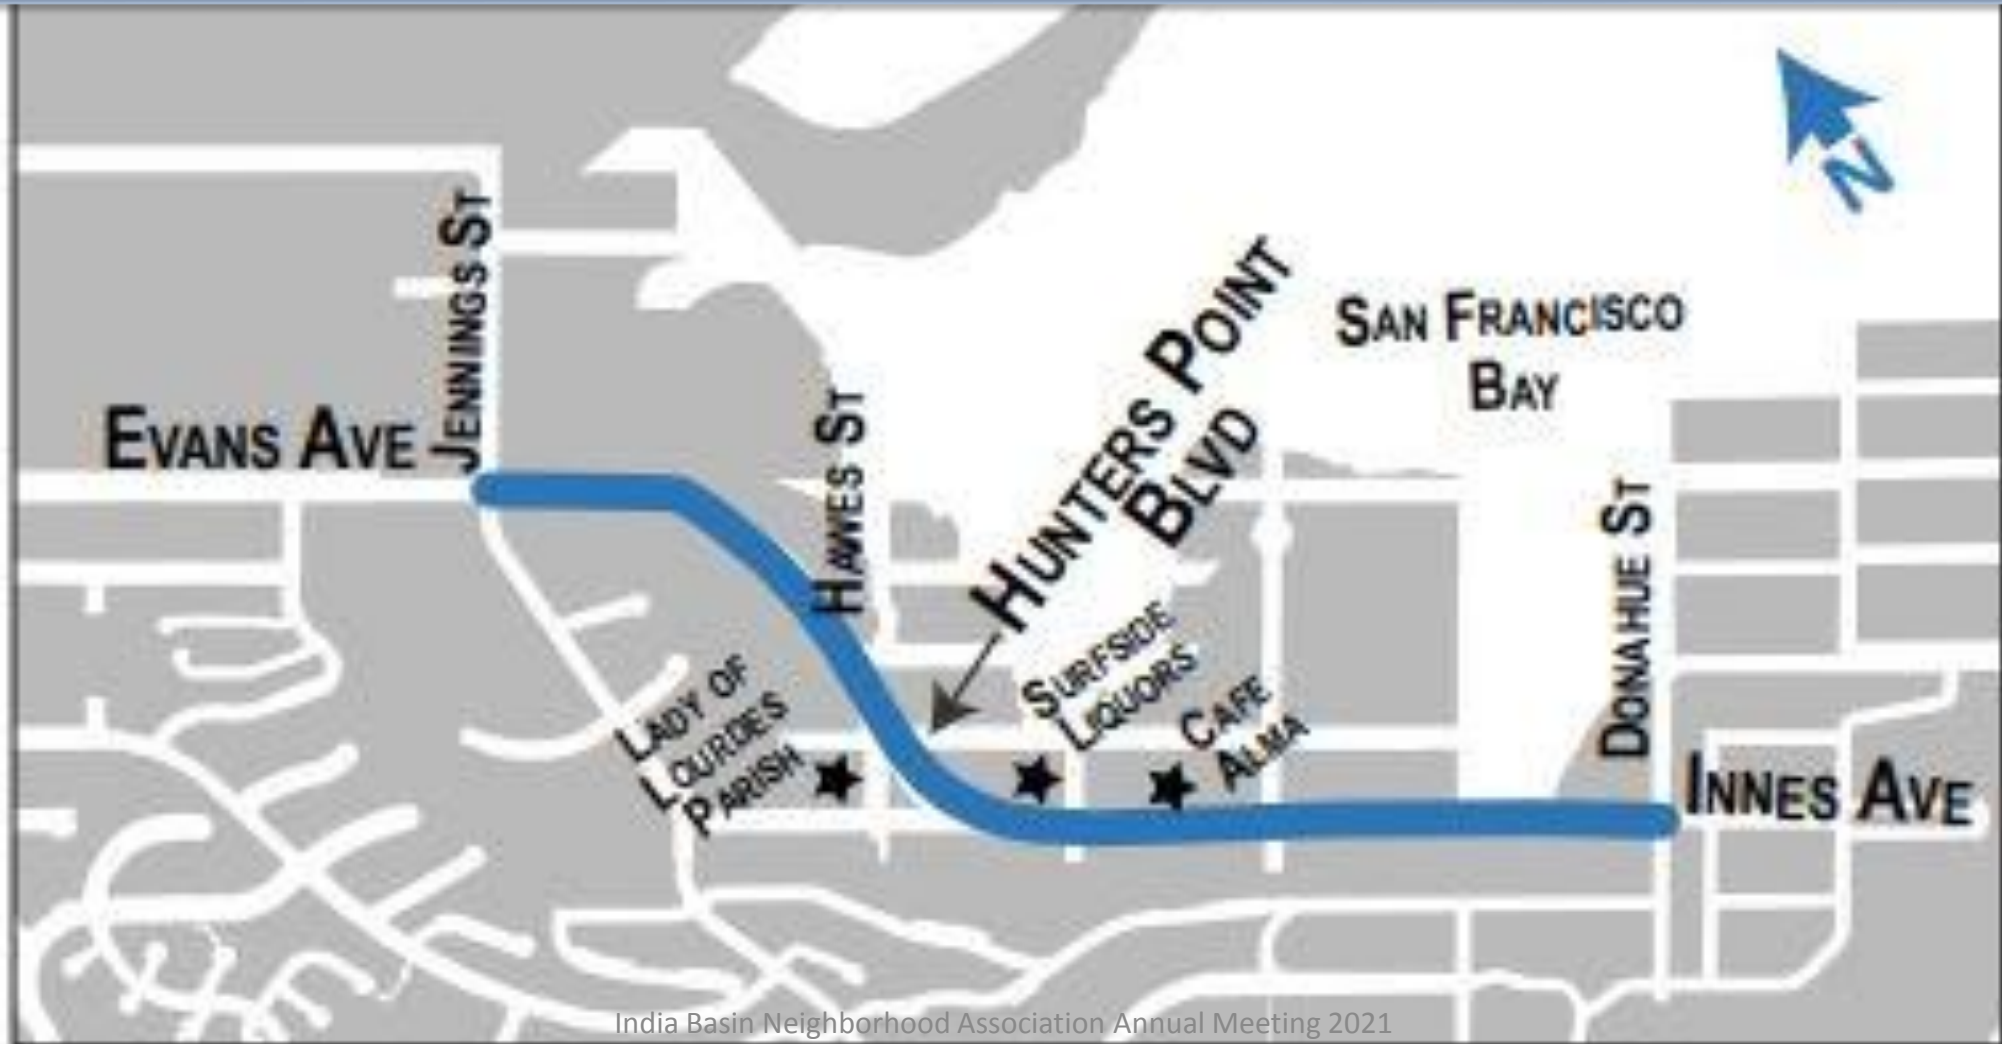 N
JENNINGS ST
EVANS AVE
HAWES ST
HUNTERS POINT
BLVD
SAN FRANCISCO
BAY
DONAHUE ST
LADY OF
LOURDES
PARISH
SURFSIDE
LIQUORS
CAFE
ALMA
INNES AVE
India Basin Neighborhood Association Annual Meeting 2021